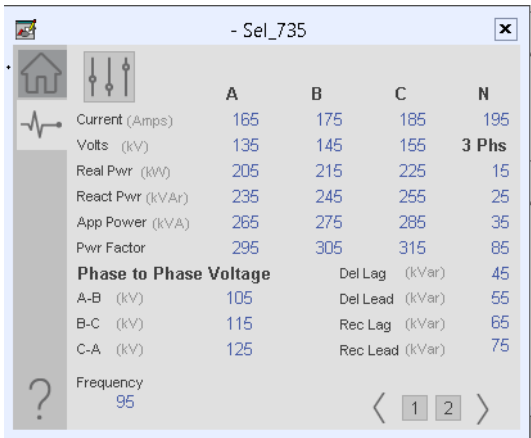 - Sel_735
A B C N
Current (Amps) 165 175 185 195
Volts (kV) 135 145 155 3 Phs
Real Pwr (kW) 205 215 225 15
React Pwr (kVAr) 235 245 255 25
App Power (kVA) 265 275 285 35
Pwr Factor 295 305 315 85
Phase to Phase Voltage Del Lag (kVar) 45
A-B (kV) 105 Del Lead (kVar) 55
B-C (kV) 115 Rec Lag (kVar) 65
C-A (kV) 125 Rec Lead (kVar) 75
Frequency
95
1 2
?